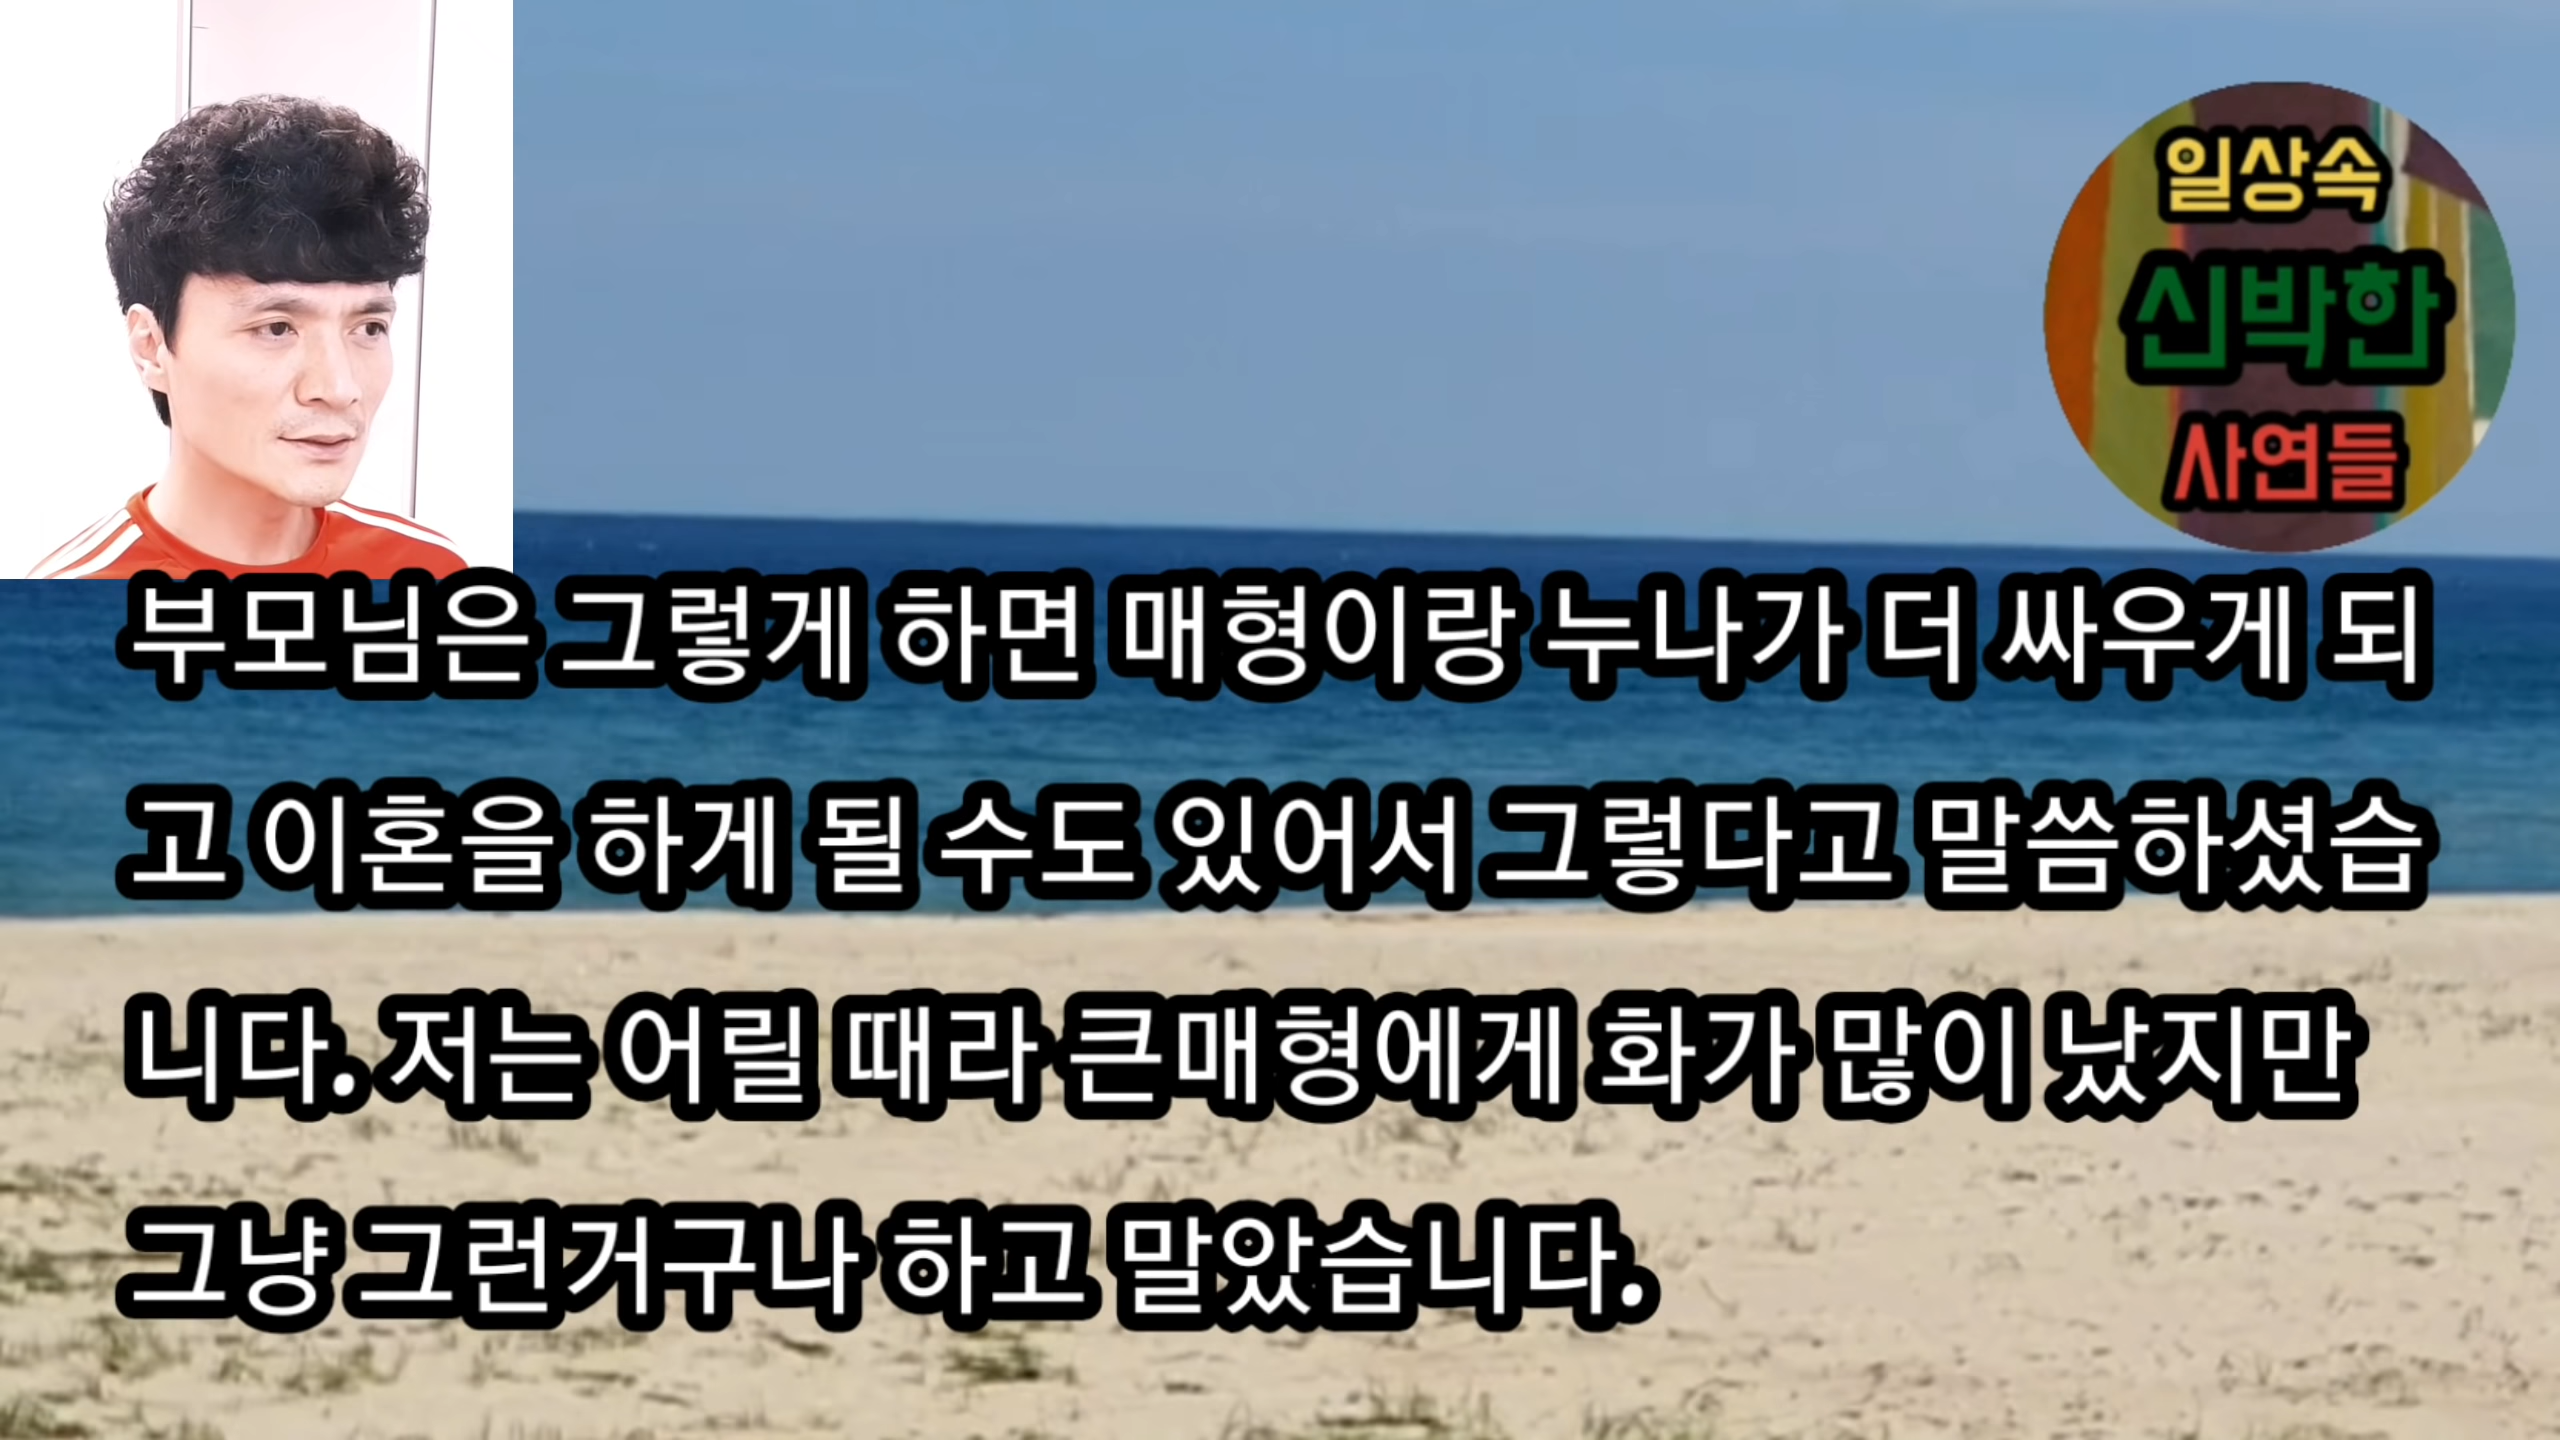 일상속
신박한
사연들
부모님은 그렇게 하면 매형이랑 누나가 더 싸우게 되
고 이혼을 하게 될 수도 있어서 그렇다고 말씀하셨습
니다. 저는 어릴 때라 큰매형에게 화가 많이 났지만
그냥 그런거구나 하고 말았습니다.